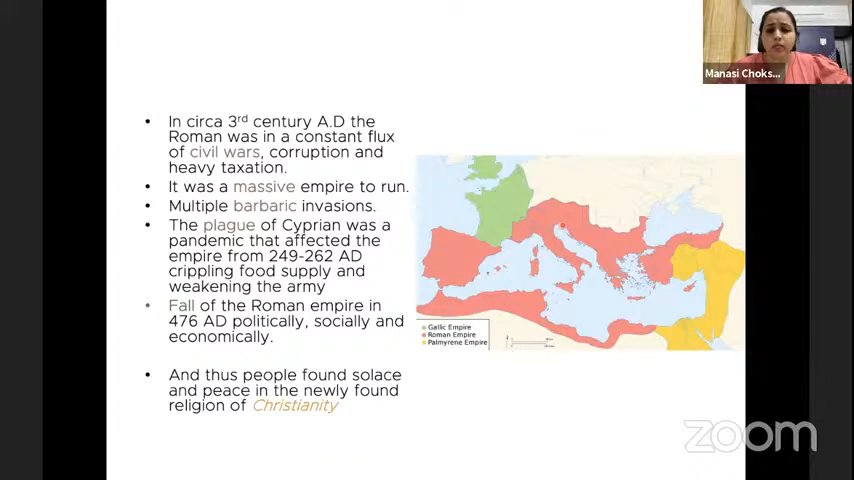 Manasi Choks...
• In circa 3rd century A.D the
Roman was in a constant flux
of civil wars, corruption and
heavy taxation.
• It was a massive empire to run.
• Multiple barbaric invasions.
• The plague of Cyprian was a
pandemic that affected the
empire from 249-262 AD
crippling food supply and
weakening the army
• Fall of the Roman empire in
476 AD politically, socially and
economically.
• And thus people found solace
and peace in the newly found
religion of Christianity
Gallic Empire
Roman Empire
Palmyrene Empire
zoom